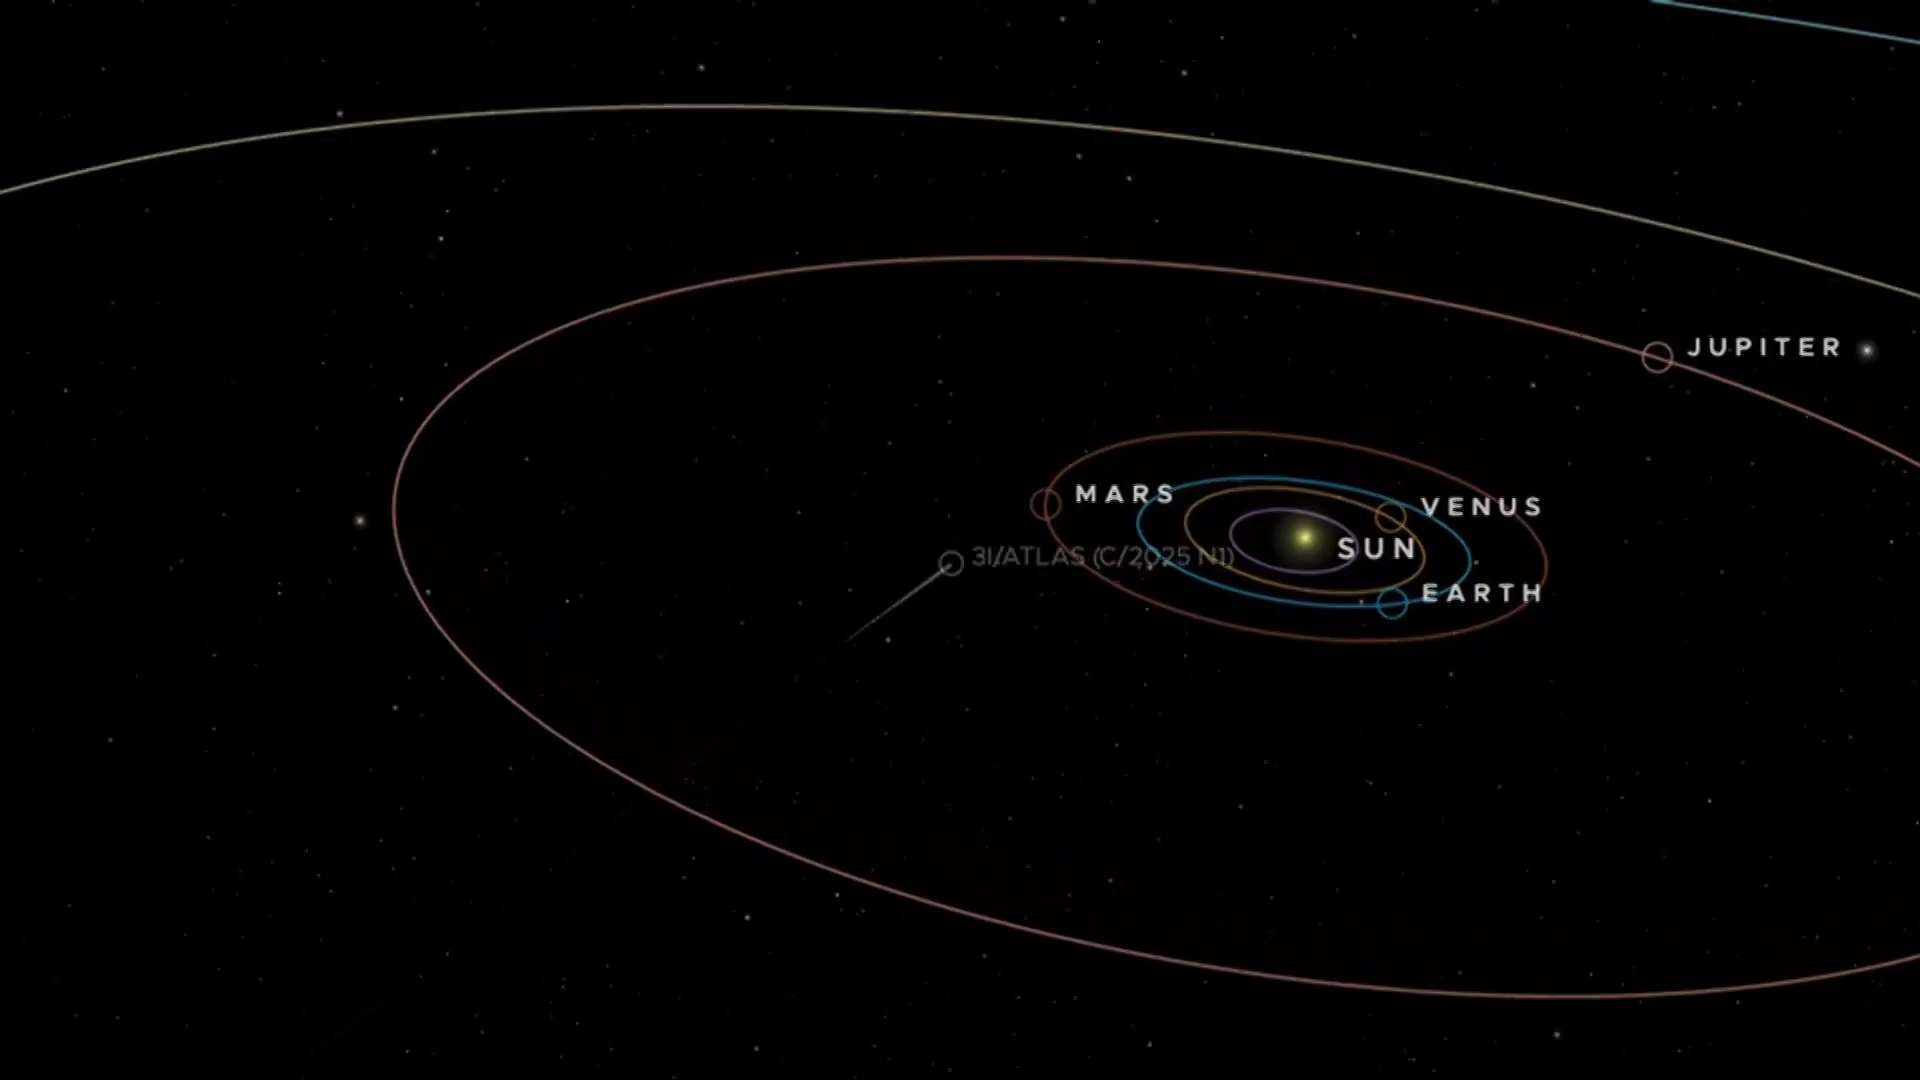 JUPITER
MARS
VENUS
SUN
3I/ATLAS (C/2025 N1)
EARTH